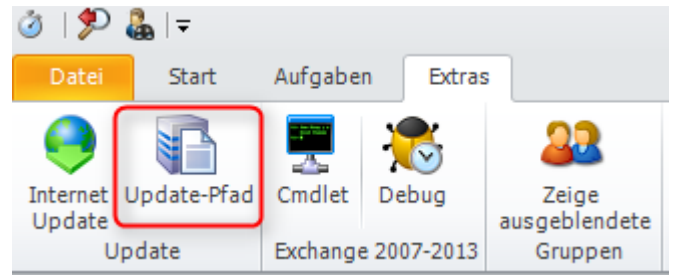 Datei Start Aufgaben Extras
Internet Update Update-Pfad Cmdlet Debug Zeige ausgeblendete
Update Exchange 2007-2013 Gruppen